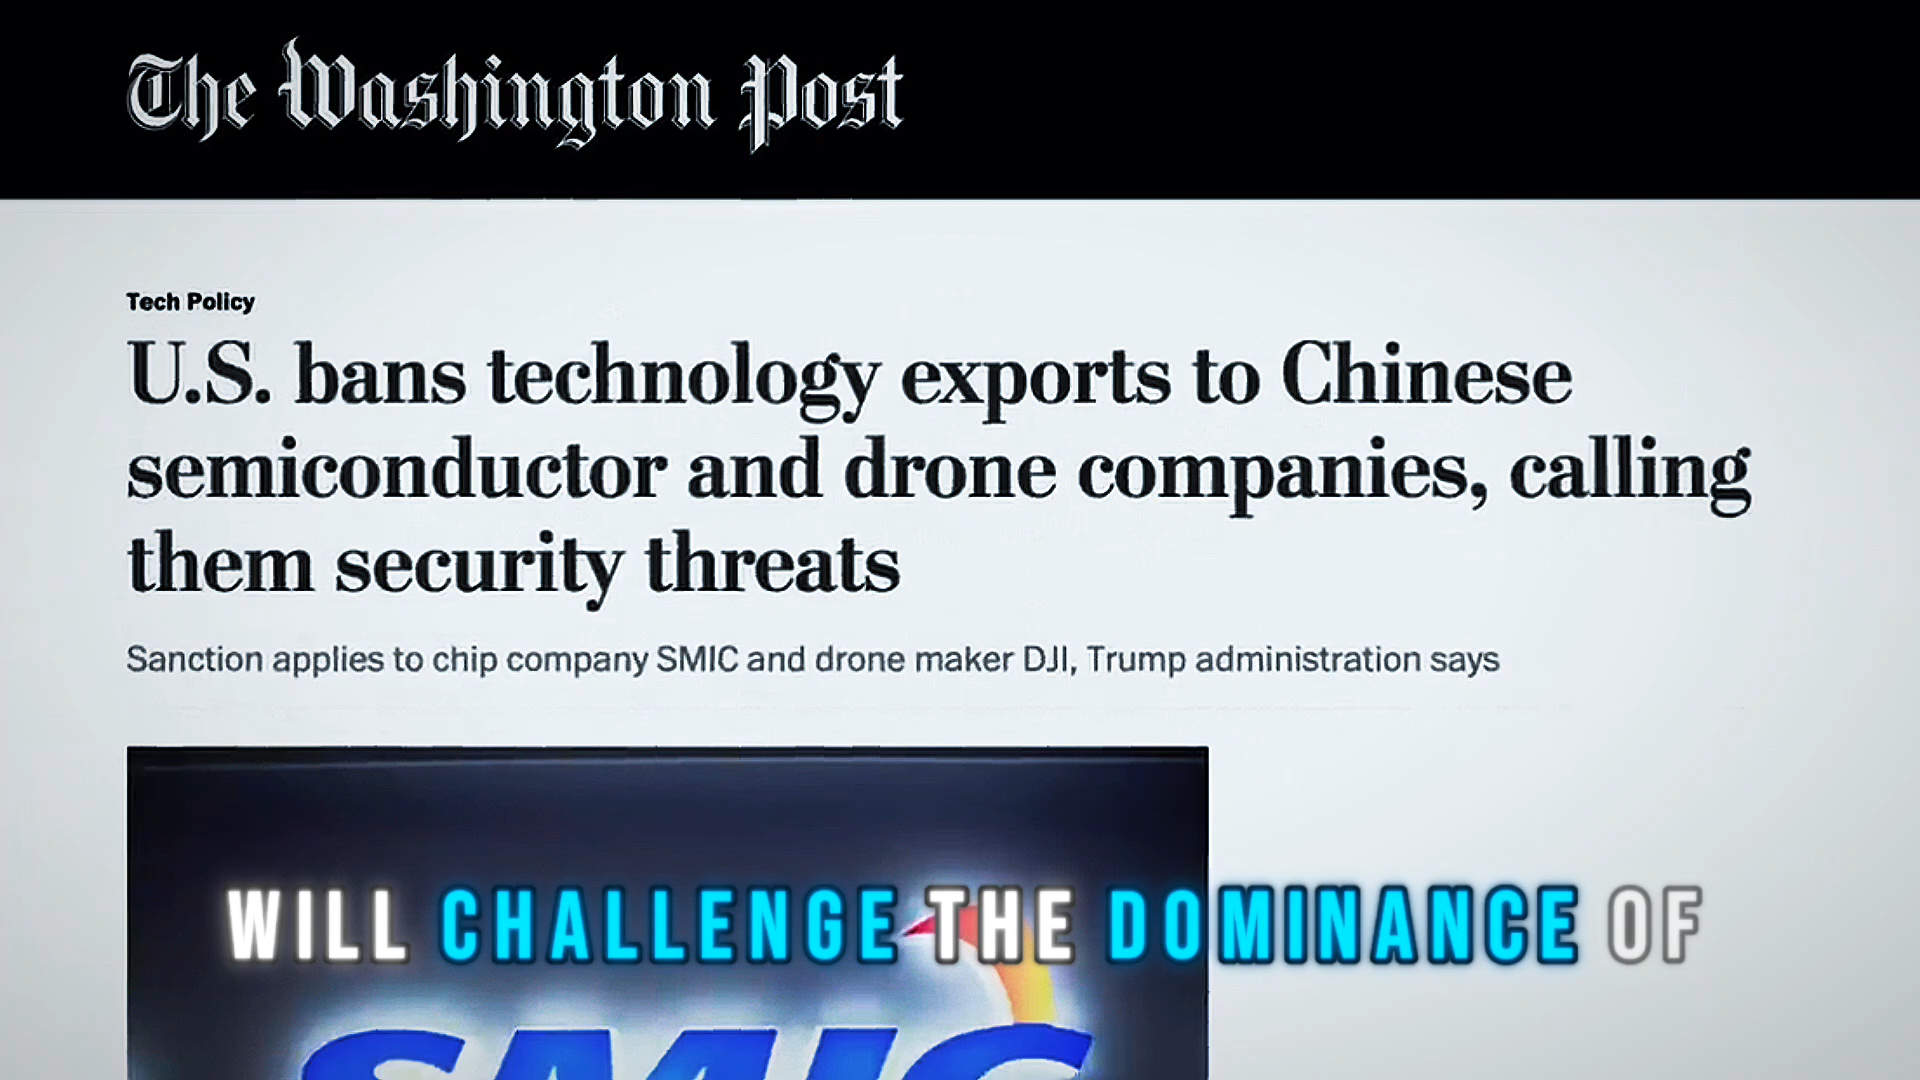 The Washington Post
Tech Policy
U.S. bans technology exports to Chinese
semiconductor and drone companies, calling
them security threats
Sanction applies to chip company SMIC and drone maker DJI, Trump administration says
WILL CHALLENGE THE DOMINANCE OF
SMIC